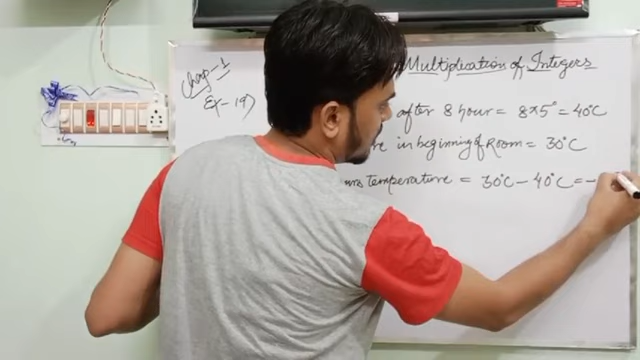 Chap-1
Ex-19)
Multiplication of Integers
after 8 hour = 8×5° = 40°C
in beginning of Room = 30°C
Temperature = 30°C - 40°C = -